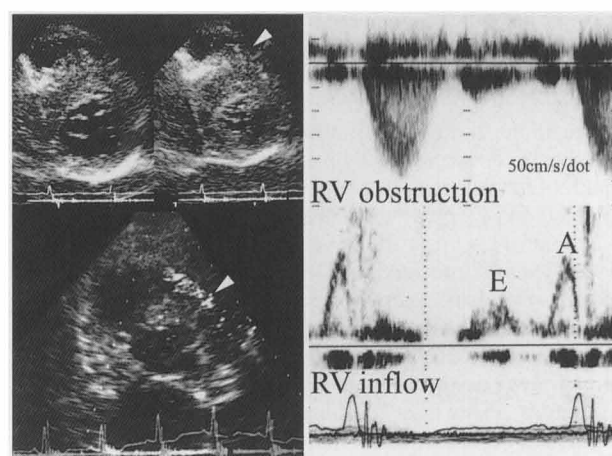 50cm/s/dot
RV obstruction
A
E
RV inflow